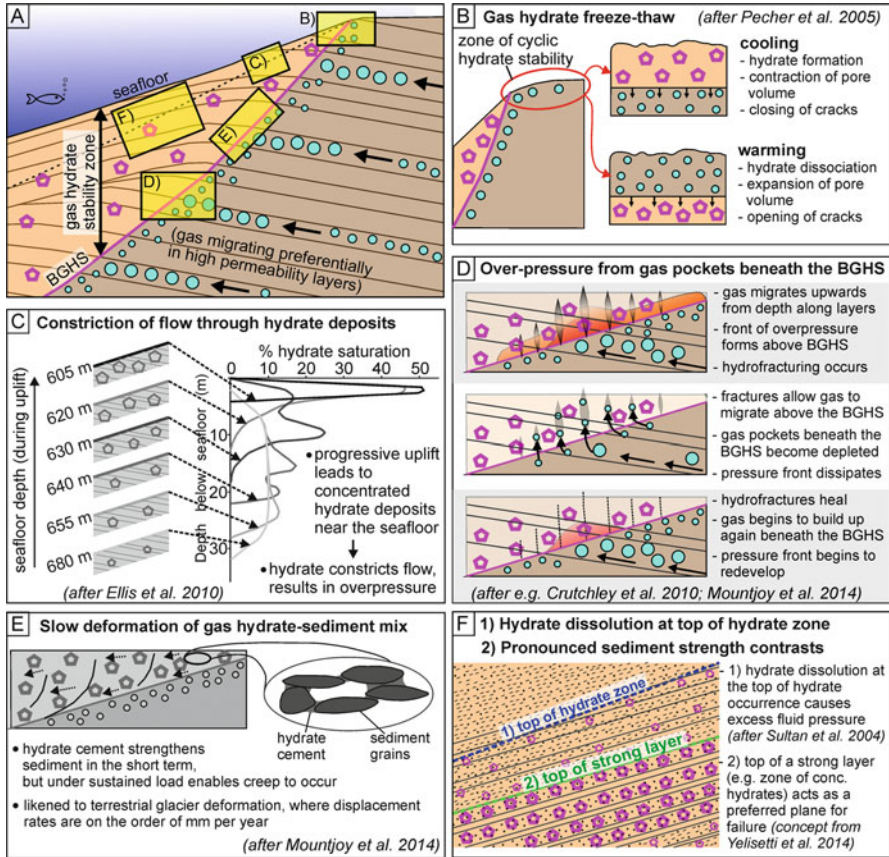 A
B)
C)
seafloor
F)
E)
D)
gas hydrate
stability zone
BGHS
(gas migrating preferentially
in high permeability layers)
B Gas hydrate freeze-thaw (after Pecher et al. 2005)
zone of cyclic
hydrate stability
cooling
- hydrate formation
- contraction of pore
volume
- closing of cracks
warming
- hydrate dissociation
- expansion of pore
volume
- opening of cracks
C Constriction of flow through hydrate deposits
% hydrate saturation
0 10 20 30 40 50
seafloor depth (during uplift)
605 m
620 m
630 m
640 m
655 m
680 m
Depth below seafloor (m)
10
20
30
• progressive uplift
leads to
concentrated
hydrate deposits
near the seafloor
• hydrate constricts flow,
results in overpressure
(after Ellis et al. 2010)
D Over-pressure from gas pockets beneath the BGHS
- gas migrates upwards
from depth along layers
- front of overpressure
forms above BGHS
- hydrofracturing occurs
- fractures allow gas to
migrate above the BGHS
- gas pockets beneath the
BGHS become depleted
- pressure front dissipates
- hydrofractures heal
- gas begins to build up
again beneath the BGHS
- pressure front begins to
redevelop
(after e.g. Crutchley et al. 2010; Mountjoy et al. 2014)
E Slow deformation of gas hydrate-sediment mix
hydrate
cement
sediment
grains
• hydrate cement strengthens
sediment in the short term,
but under sustained load enables creep to occur
• likened to terrestrial glacier deformation, where displacement
rates are on the order of mm per year
(after Mountjoy et al. 2014)
F 1) Hydrate dissolution at top of hydrate zone
2) Pronounced sediment strength contrasts
1) top of hydrate zone
2) top of strong layer
- 1) hydrate dissolution at
the top of hydrate
occurrence causes
excess fluid pressure
(after Sultan et al. 2004)
- 2) top of a strong layer
(e.g. zone of conc.
hydrates) acts as a
preferred plane for
failure (concept from
Yelisetti et al. 2014)